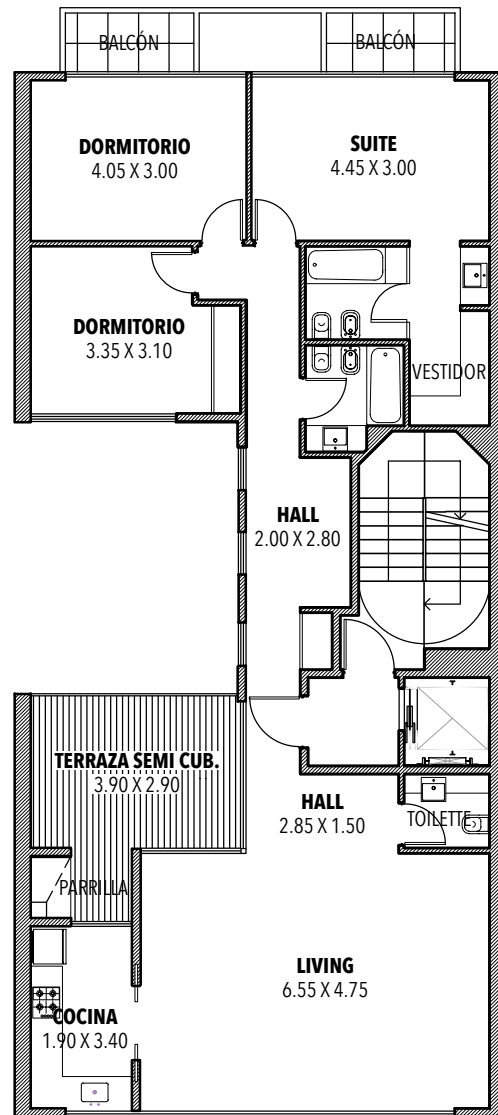 BALCÓN
BALCÓN
DORMITORIO
4.05 X 3.00
SUITE
4.45 X 3.00
DORMITORIO
3.35 X 3.10
VESTIDOR
HALL
2.00 X 2.80
TERRAZA SEMI CUB.
3.90 X 2.90
HALL
2.85 X 1.50
TOILETTE
PARRILLA
LIVING
6.55 X 4.75
COCINA
1.90 X 3.40